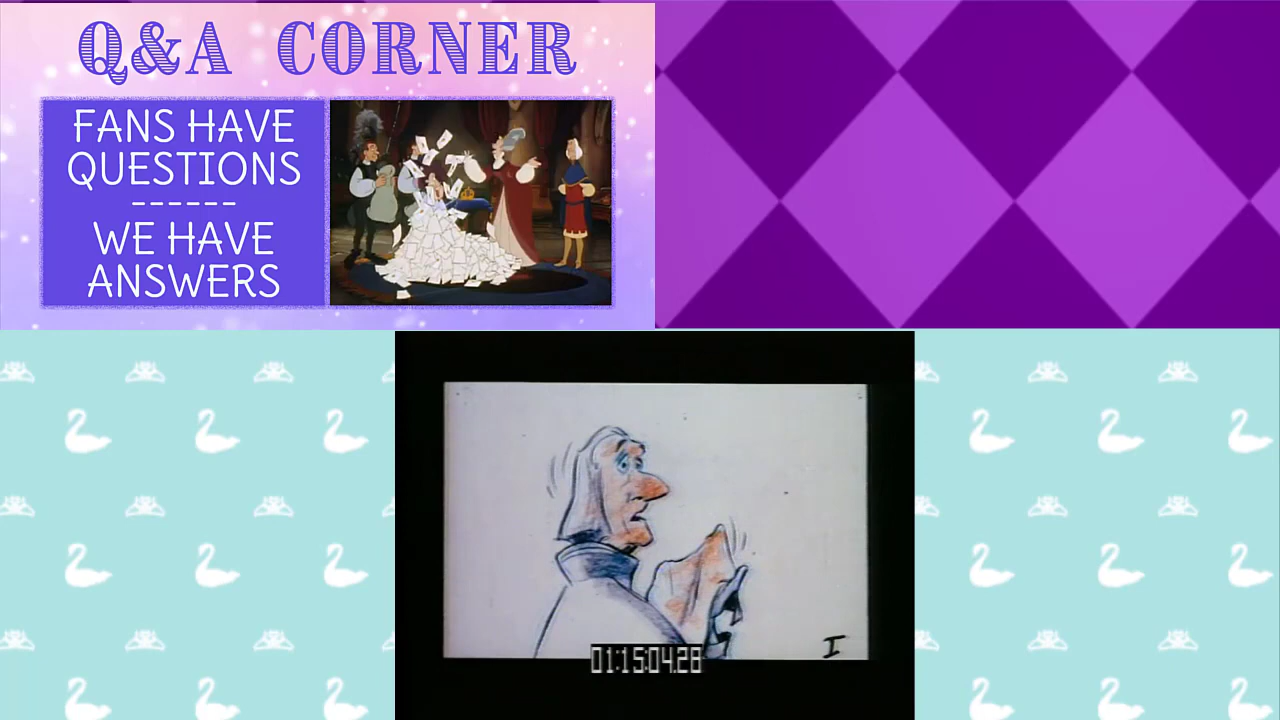 Q&A CORNER
FANS HAVE
QUESTIONS
------
WE HAVE
ANSWERS
I
01:15:04.28